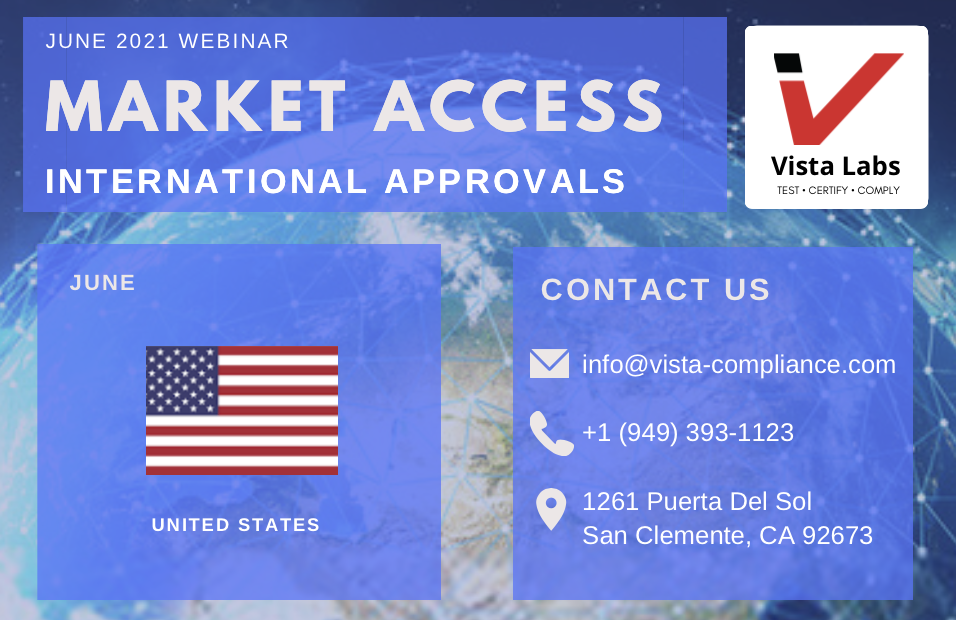 JUNE 2021 WEBINAR
MARKET ACCESS
INTERNATIONAL APPROVALS
Vista Labs
TEST • CERTIFY • COMPLY
JUNE
UNITED STATES
CONTACT US
info@vista-compliance.com
+1 (949) 393-1123
1261 Puerta Del Sol
San Clemente, CA 92673